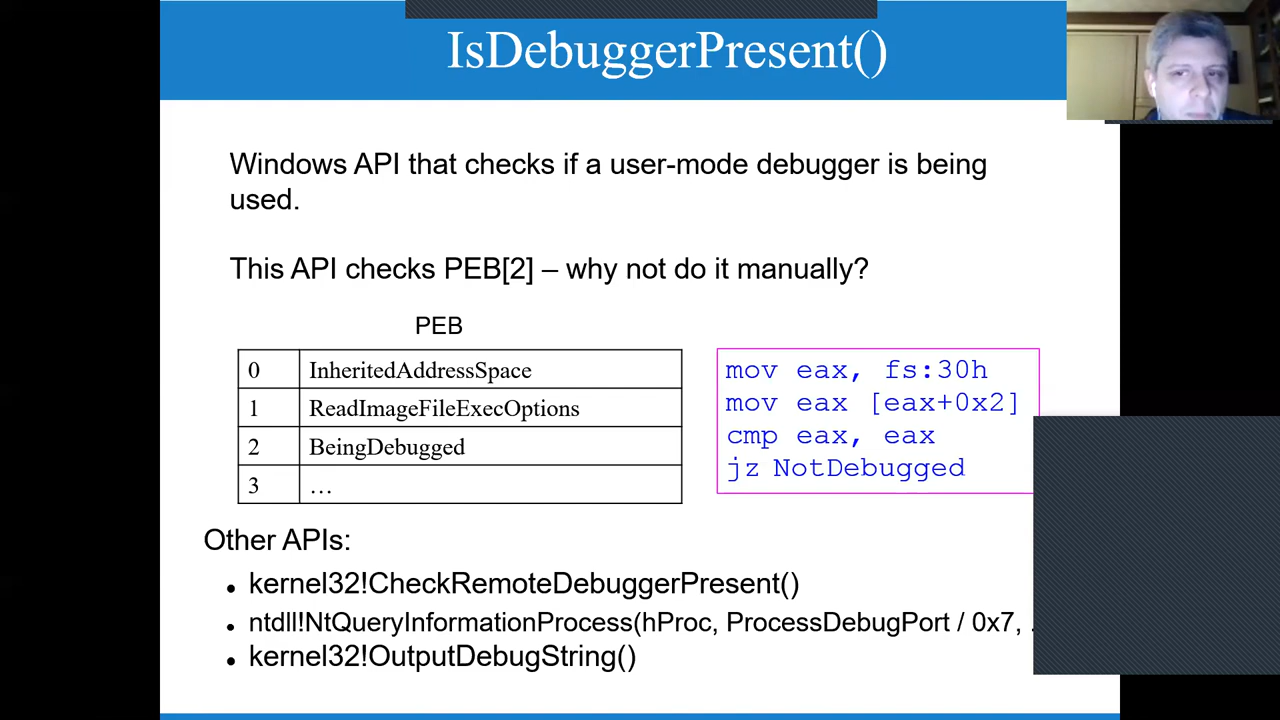 IsDebuggerPresent()
Windows API that checks if a user-mode debugger is being
used.
This API checks PEB[2] – why not do it manually?
PEB
0 InheritedAddressSpace
1 ReadImageFileExecOptions
2 BeingDebugged
3 …
mov eax, fs:30h
mov eax [eax+0x2]
cmp eax, eax
jz NotDebugged
Other APIs:
• kernel32!CheckRemoteDebuggerPresent()
• ntdll!NtQueryInformationProcess(hProc, ProcessDebugPort / 0x7, .
• kernel32!OutputDebugString()